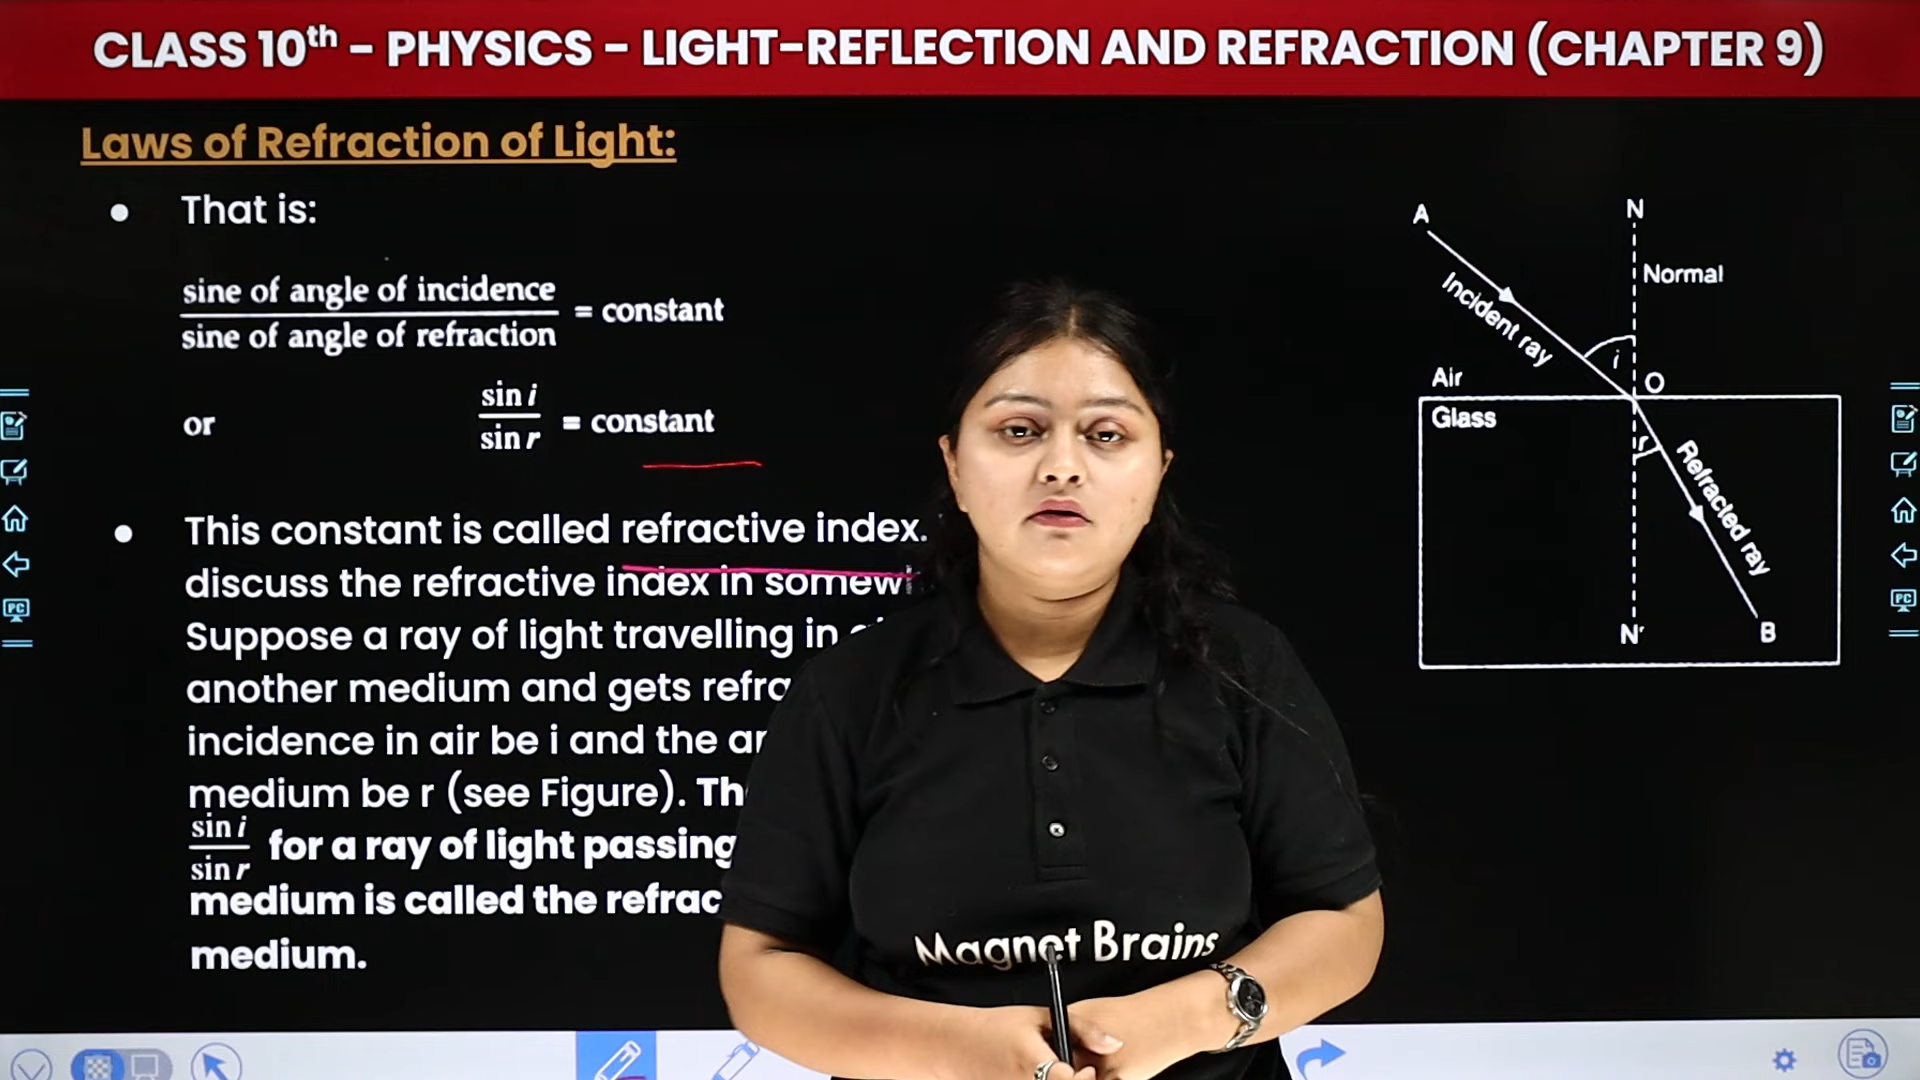 CLASS 10th - PHYSICS - LIGHT-REFLECTION AND REFRACTION (CHAPTER 9)
Laws of Refraction of Light:
● That is:
sine of angle of incidence
sine of angle of refraction
= constant
or
sin i
sin r
= constant
● This constant is called refractive index.
discuss the refractive index in somew
Suppose a ray of light travelling in
another medium and gets refra
incidence in air be i and the
medium be r (see Figure). Th
sin i
sin r
for a ray of light passing
medium is called the refrac
medium.
A
N
Normal
Incident ray
i
Air
O
Glass
r
Refracted ray
N'
B
Magnet Brains
PC
PC